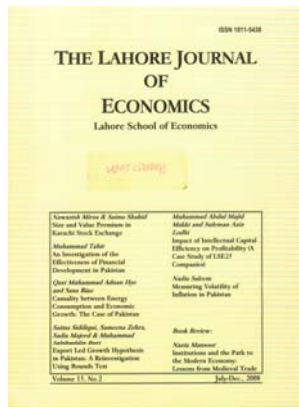 ISSN 1811-5438
THE LAHORE JOURNAL
OF
ECONOMICS
Lahore School of Economics
UMT LIBRARY
Nawazish Mirza & Saima Shahid
Size and Value Premium in
Karachi Stock Exchange
Muhammad Tahir
An Investigation of the
Effectiveness of Financial
Development in Pakistan
Qazi Muhammad Adnan Hye
and Sana Riaz
Causality between Energy
Consumption and Economic
Growth: The Case of Pakistan
Saima Siddiqui, Sameena Zehra,
Sadia Majeed & Muhammad
Sabihuddin Butt
Export Led Growth Hypothesis
in Pakistan: A Reinvestigation
Using Bounds Test
Muhammad Abdul Majid
Makki and Suleman Aziz
Lodhi
Impact of Intellectual Capital
Efficiency on Profitability (A
Case Study of LSE25
Companies)
Nadia Saleem
Measuring Volatility of
Inflation in Pakistan
Book Review:
Nazia Mansoor
Institutions and the Path to
the Modern Economy:
Lessons from Medieval Trade
Volume 13, No.2
July-Dec., 2008